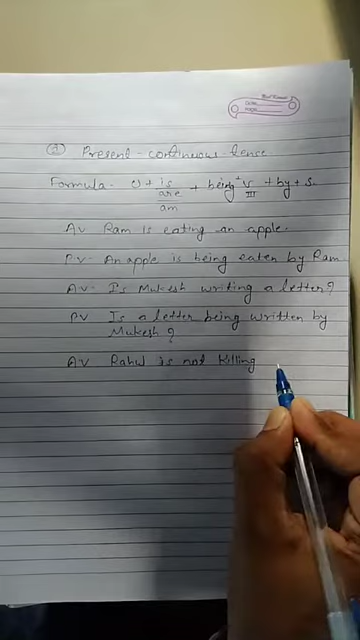 ② Present-continuous-tense
Formula- O + is/are/am + being + V III + by + S.
AV Ram is eating an apple.
PV- An apple is being eaten by Ram
AV- Is Mukesh writing a letter?
PV Is a letter being written by
Mukesh?
AV Rahul is not killing